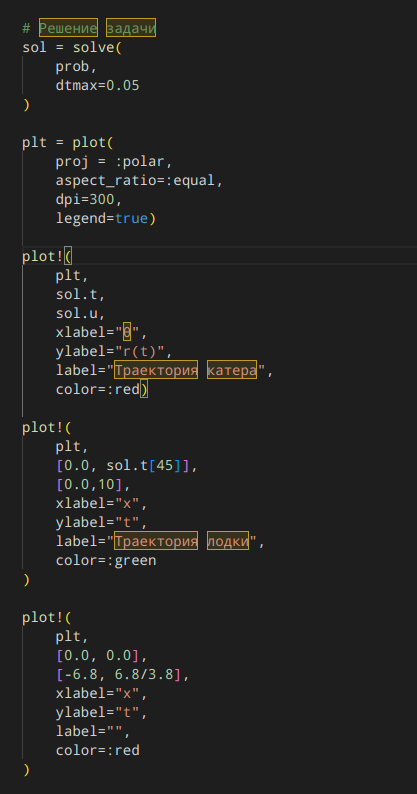 # Решение задачи
sol = solve(
    prob,
    dtmax=0.05
)

plt = plot(
    proj = :polar,
    aspect_ratio=:equal,
    dpi=300,
    legend=true)

plot!(
    plt,
    sol.t,
    sol.u,
    xlabel="θ",
    ylabel="r(t)",
    label="Траектория катера",
    color=:red)

plot!(
    plt,
    [0.0, sol.t[45]],
    [0.0,10],
    xlabel="x",
    ylabel="t",
    label="Траектория лодки",
    color=:green
)

plot!(
    plt,
    [0.0, 0.0],
    [-6.8, 6.8/3.8],
    xlabel="x",
    ylabel="t",
    label="",
    color=:red
)